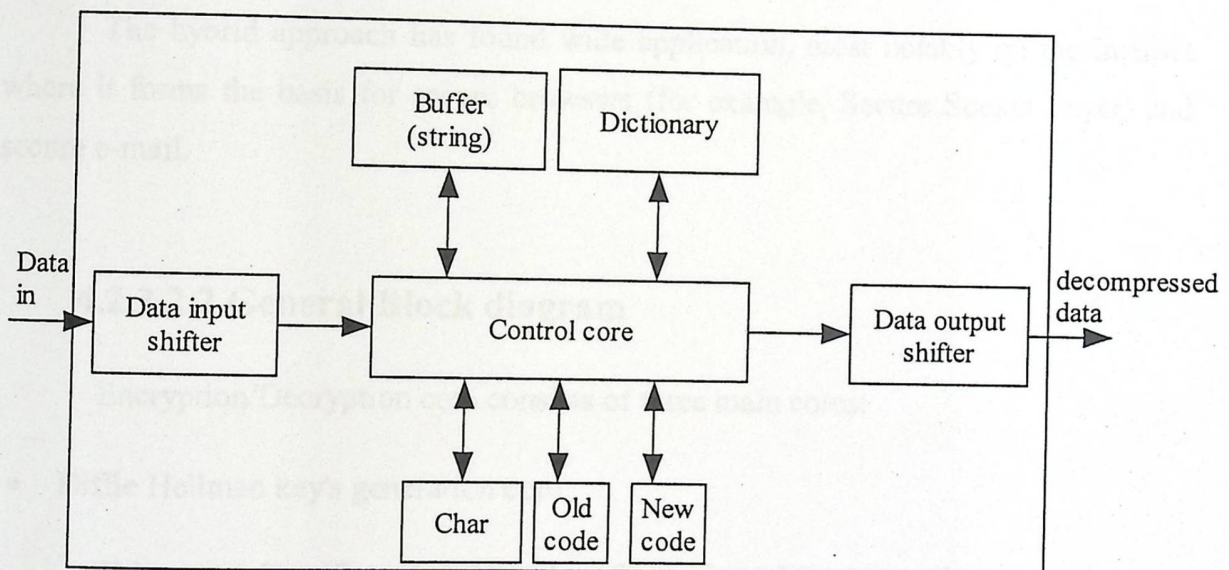 The hybrid approach has found wide application, most notably on the Internet
where is forms the basis for secure browsers (for example, Secure Socket Layer) and
secure e-mail.
Buffer
(string)
Dictionary
Data
in
Data input
shifter
General Block diagram
Control core
Data output
shifter
decompressed
data
Encryption/Decryption core consists of three main cores:
Diffie Hellman key's generation
Char
Old
code
New
code